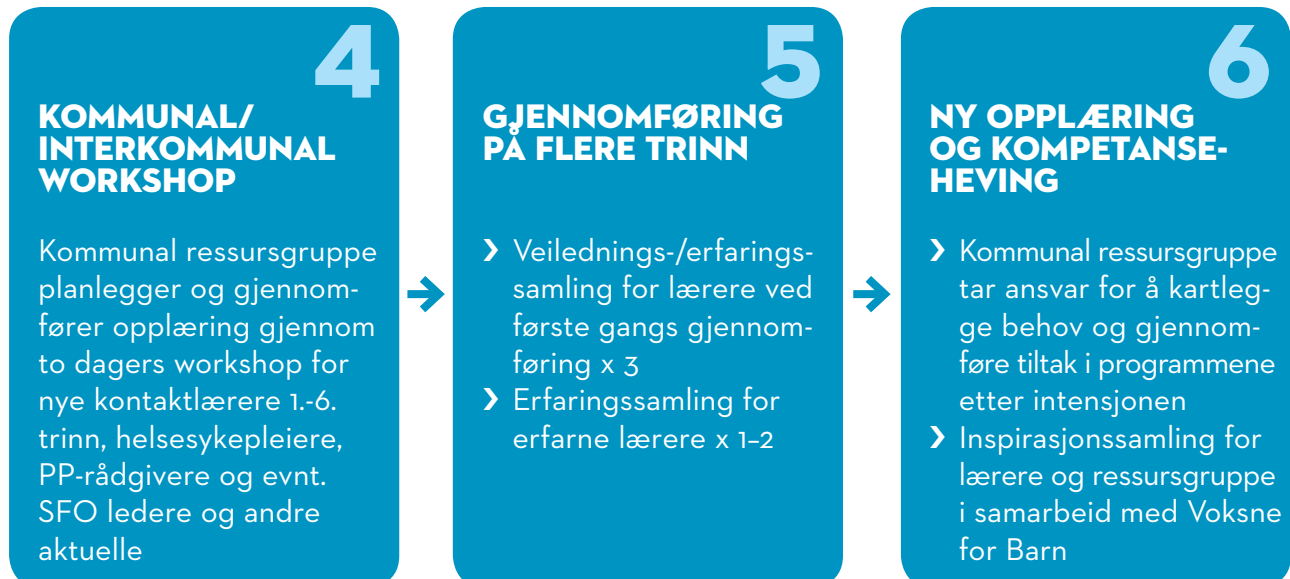 4
KOMMUNAL/
INTERKOMMUNAL
WORKSHOP
Kommunal ressursgruppe
planlegger og gjennom-
fører opplæring gjennom
to dagers workshop for
nye kontaktlærere 1.-6.
trinn, helsesykepleiere,
PP-rådgivere og evnt.
SFO ledere og andre
aktuelle
5
GJENNOMFØRING
PÅ FLERE TRINN
› Veilednings-/erfarings-
samling for lærere ved
første gangs gjennom-
føring x 3
› Erfaringssamling for
erfarne lærere x 1–2
6
NY OPPLÆRING
OG KOMPETANSE-
HEVING
› Kommunal ressursgruppe
tar ansvar for å kartleg-
ge behov og gjennom-
føre tiltak i programmene
etter intensjonen
› Inspirasjonssamling for
lærere og ressursgruppe
i samarbeid med Voksne
for Barn